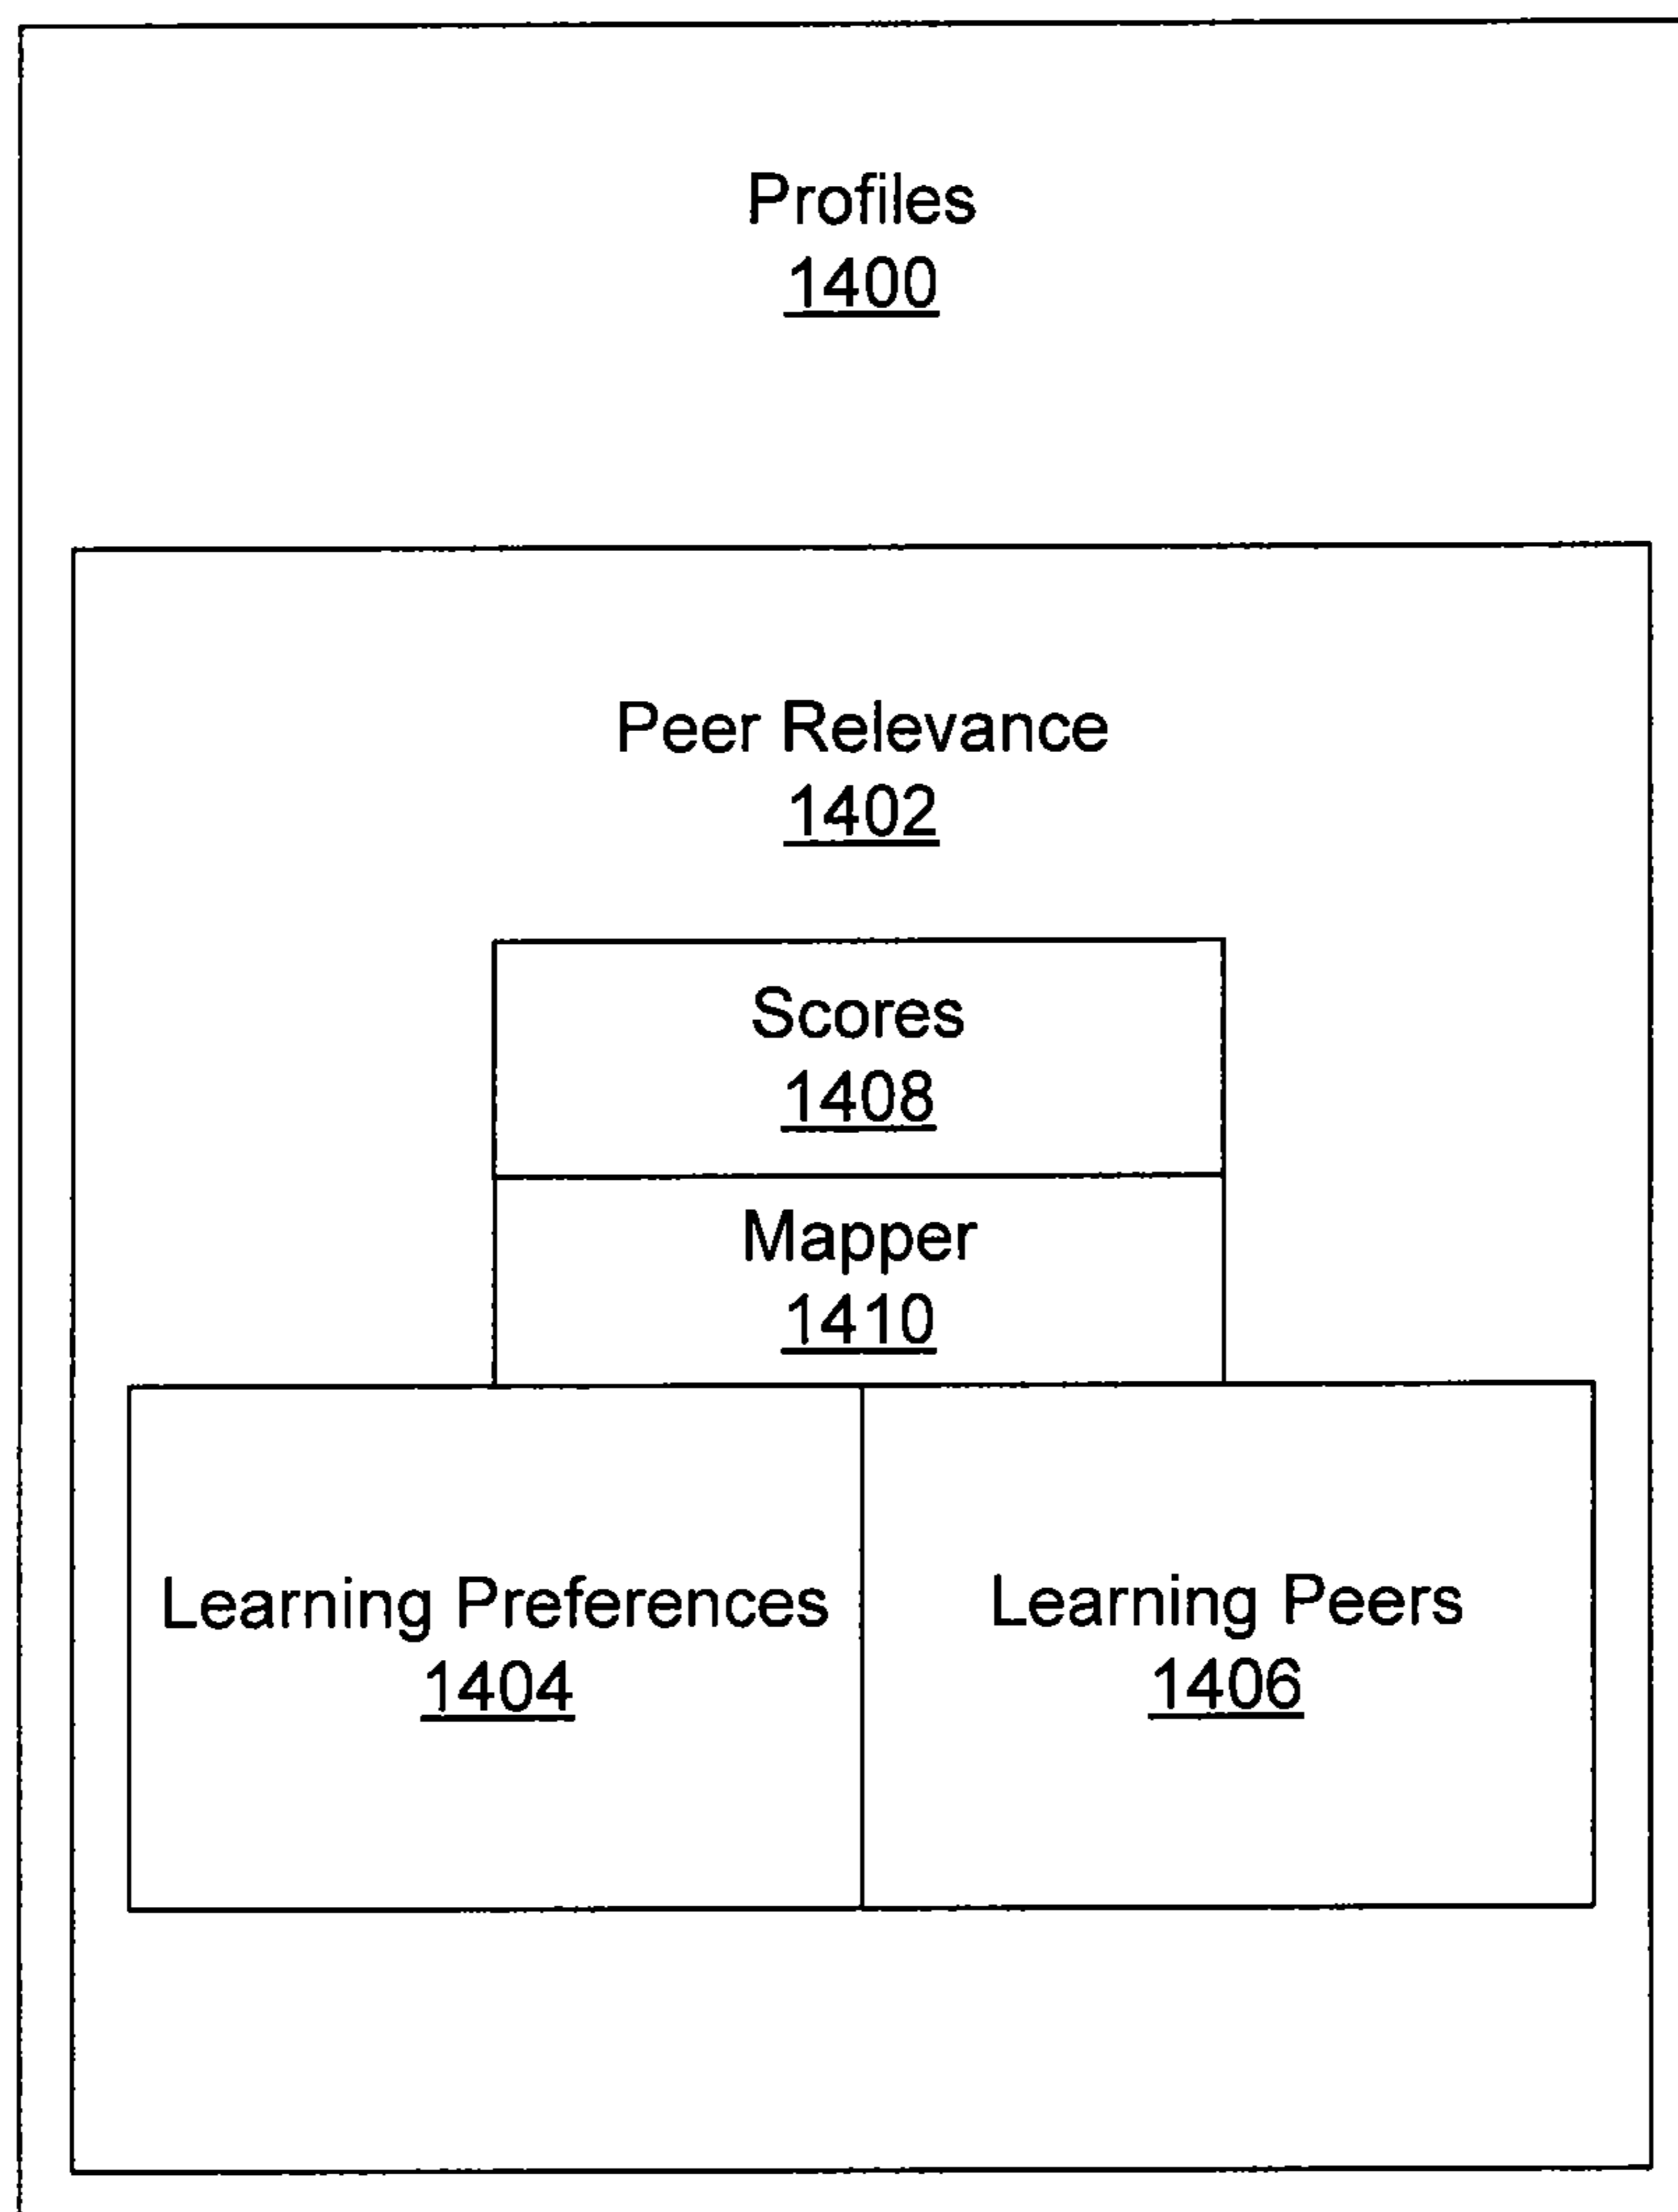 Profiles
1400
Peer Relevance
1402
Scores
1408
Mapper
1410
Learning Preferences
1404
Learning Peers
1406